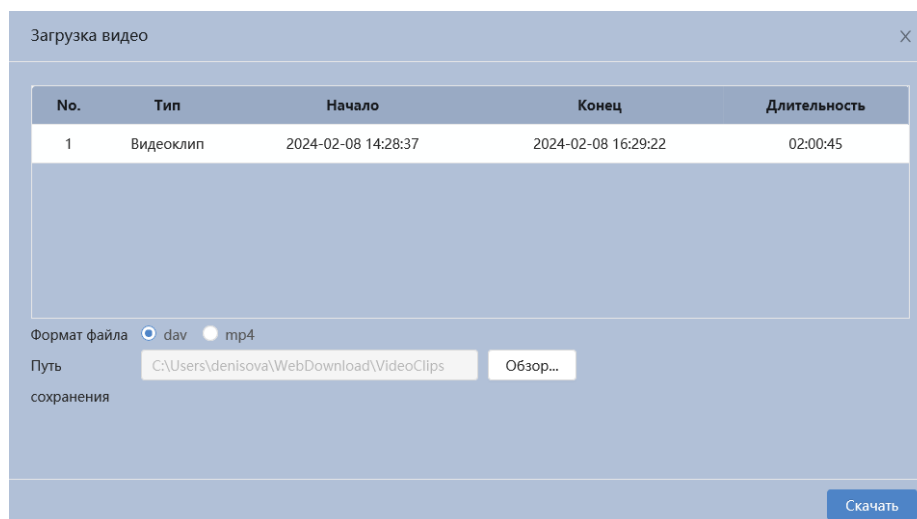 Загрузка видео
No. Тип Начало Конец Длительность
1 Видеоклип 2024-02-08 14:28:37 2024-02-08 16:29:22 02:00:45
Формат файла dav mp4
Путь C:\Users\denisova\WebDownload\VideoClips Обзор...
сохранения
Скачать